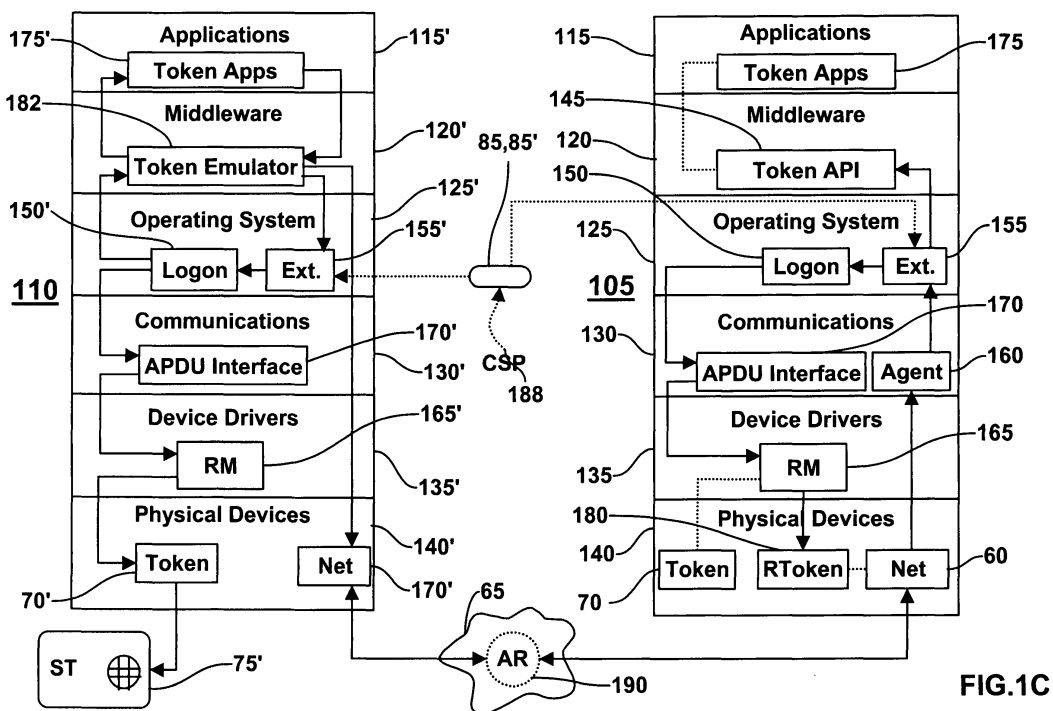 Applications
175'
115'
Token Apps
182
Middleware
120'
Token Emulator
125'
150'
Operating System
155'
Logon
Ext.
110
Communications
170'
APDU Interface
130'
Device Drivers
165'
RM
135'
Physical Devices
140'
Token
Net
170'
70'
ST
75'
85,85'
CSP
188
65
AR
190
115
Applications
175
Token Apps
145
Middleware
120
Token API
150
Operating System
155
125
Logon
Ext.
105
Communications
170
130
APDU Interface
Agent
160
Device Drivers
165
135
RM
180
Physical Devices
140
60
Token
RToken
Net
70
FIG.1C